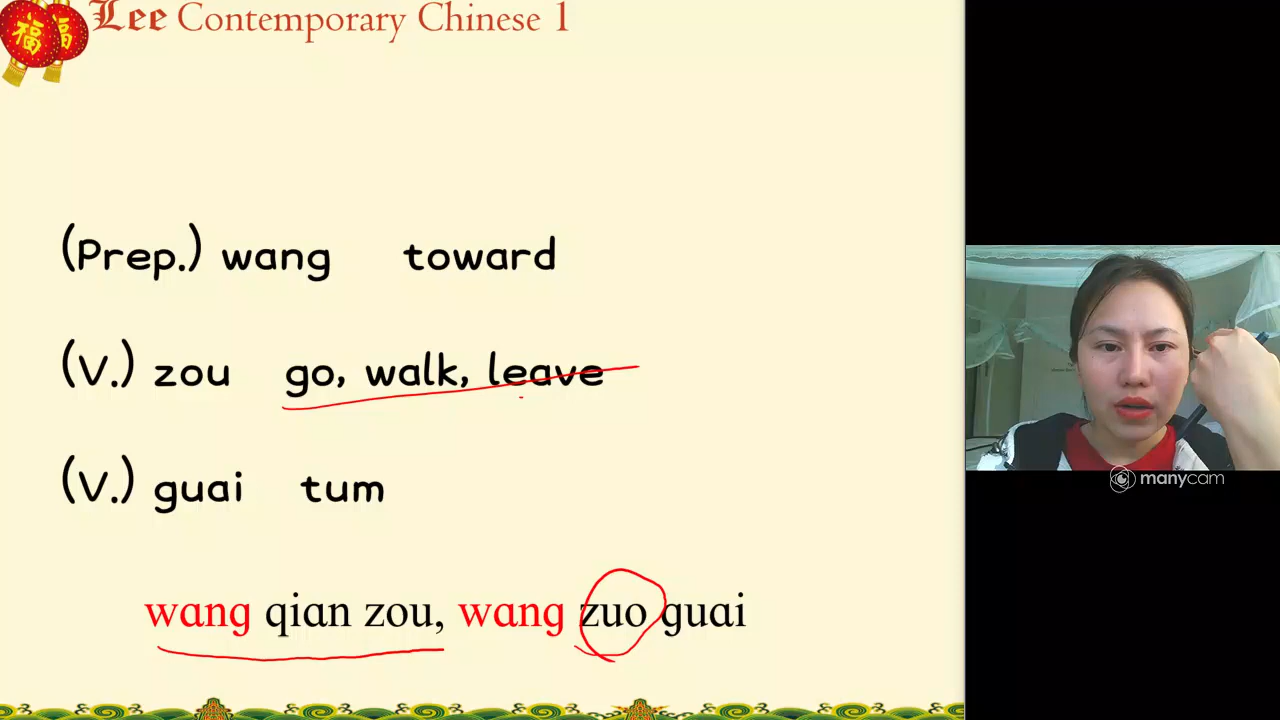 Lee Contemporary Chinese 1
福 福
(Prep.) wang toward
(V.) zou go, walk, leave
(V.) guai tum
wang qian zou, wang zuo guai
manycam